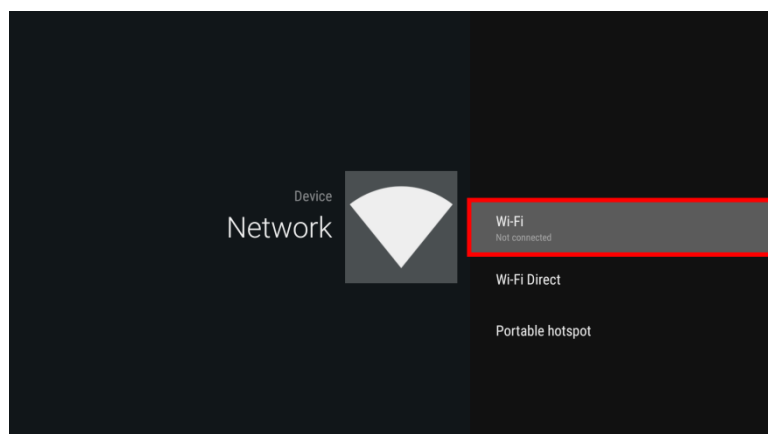 Device
Network
Wi-Fi
Not connected
Wi-Fi Direct
Portable hotspot